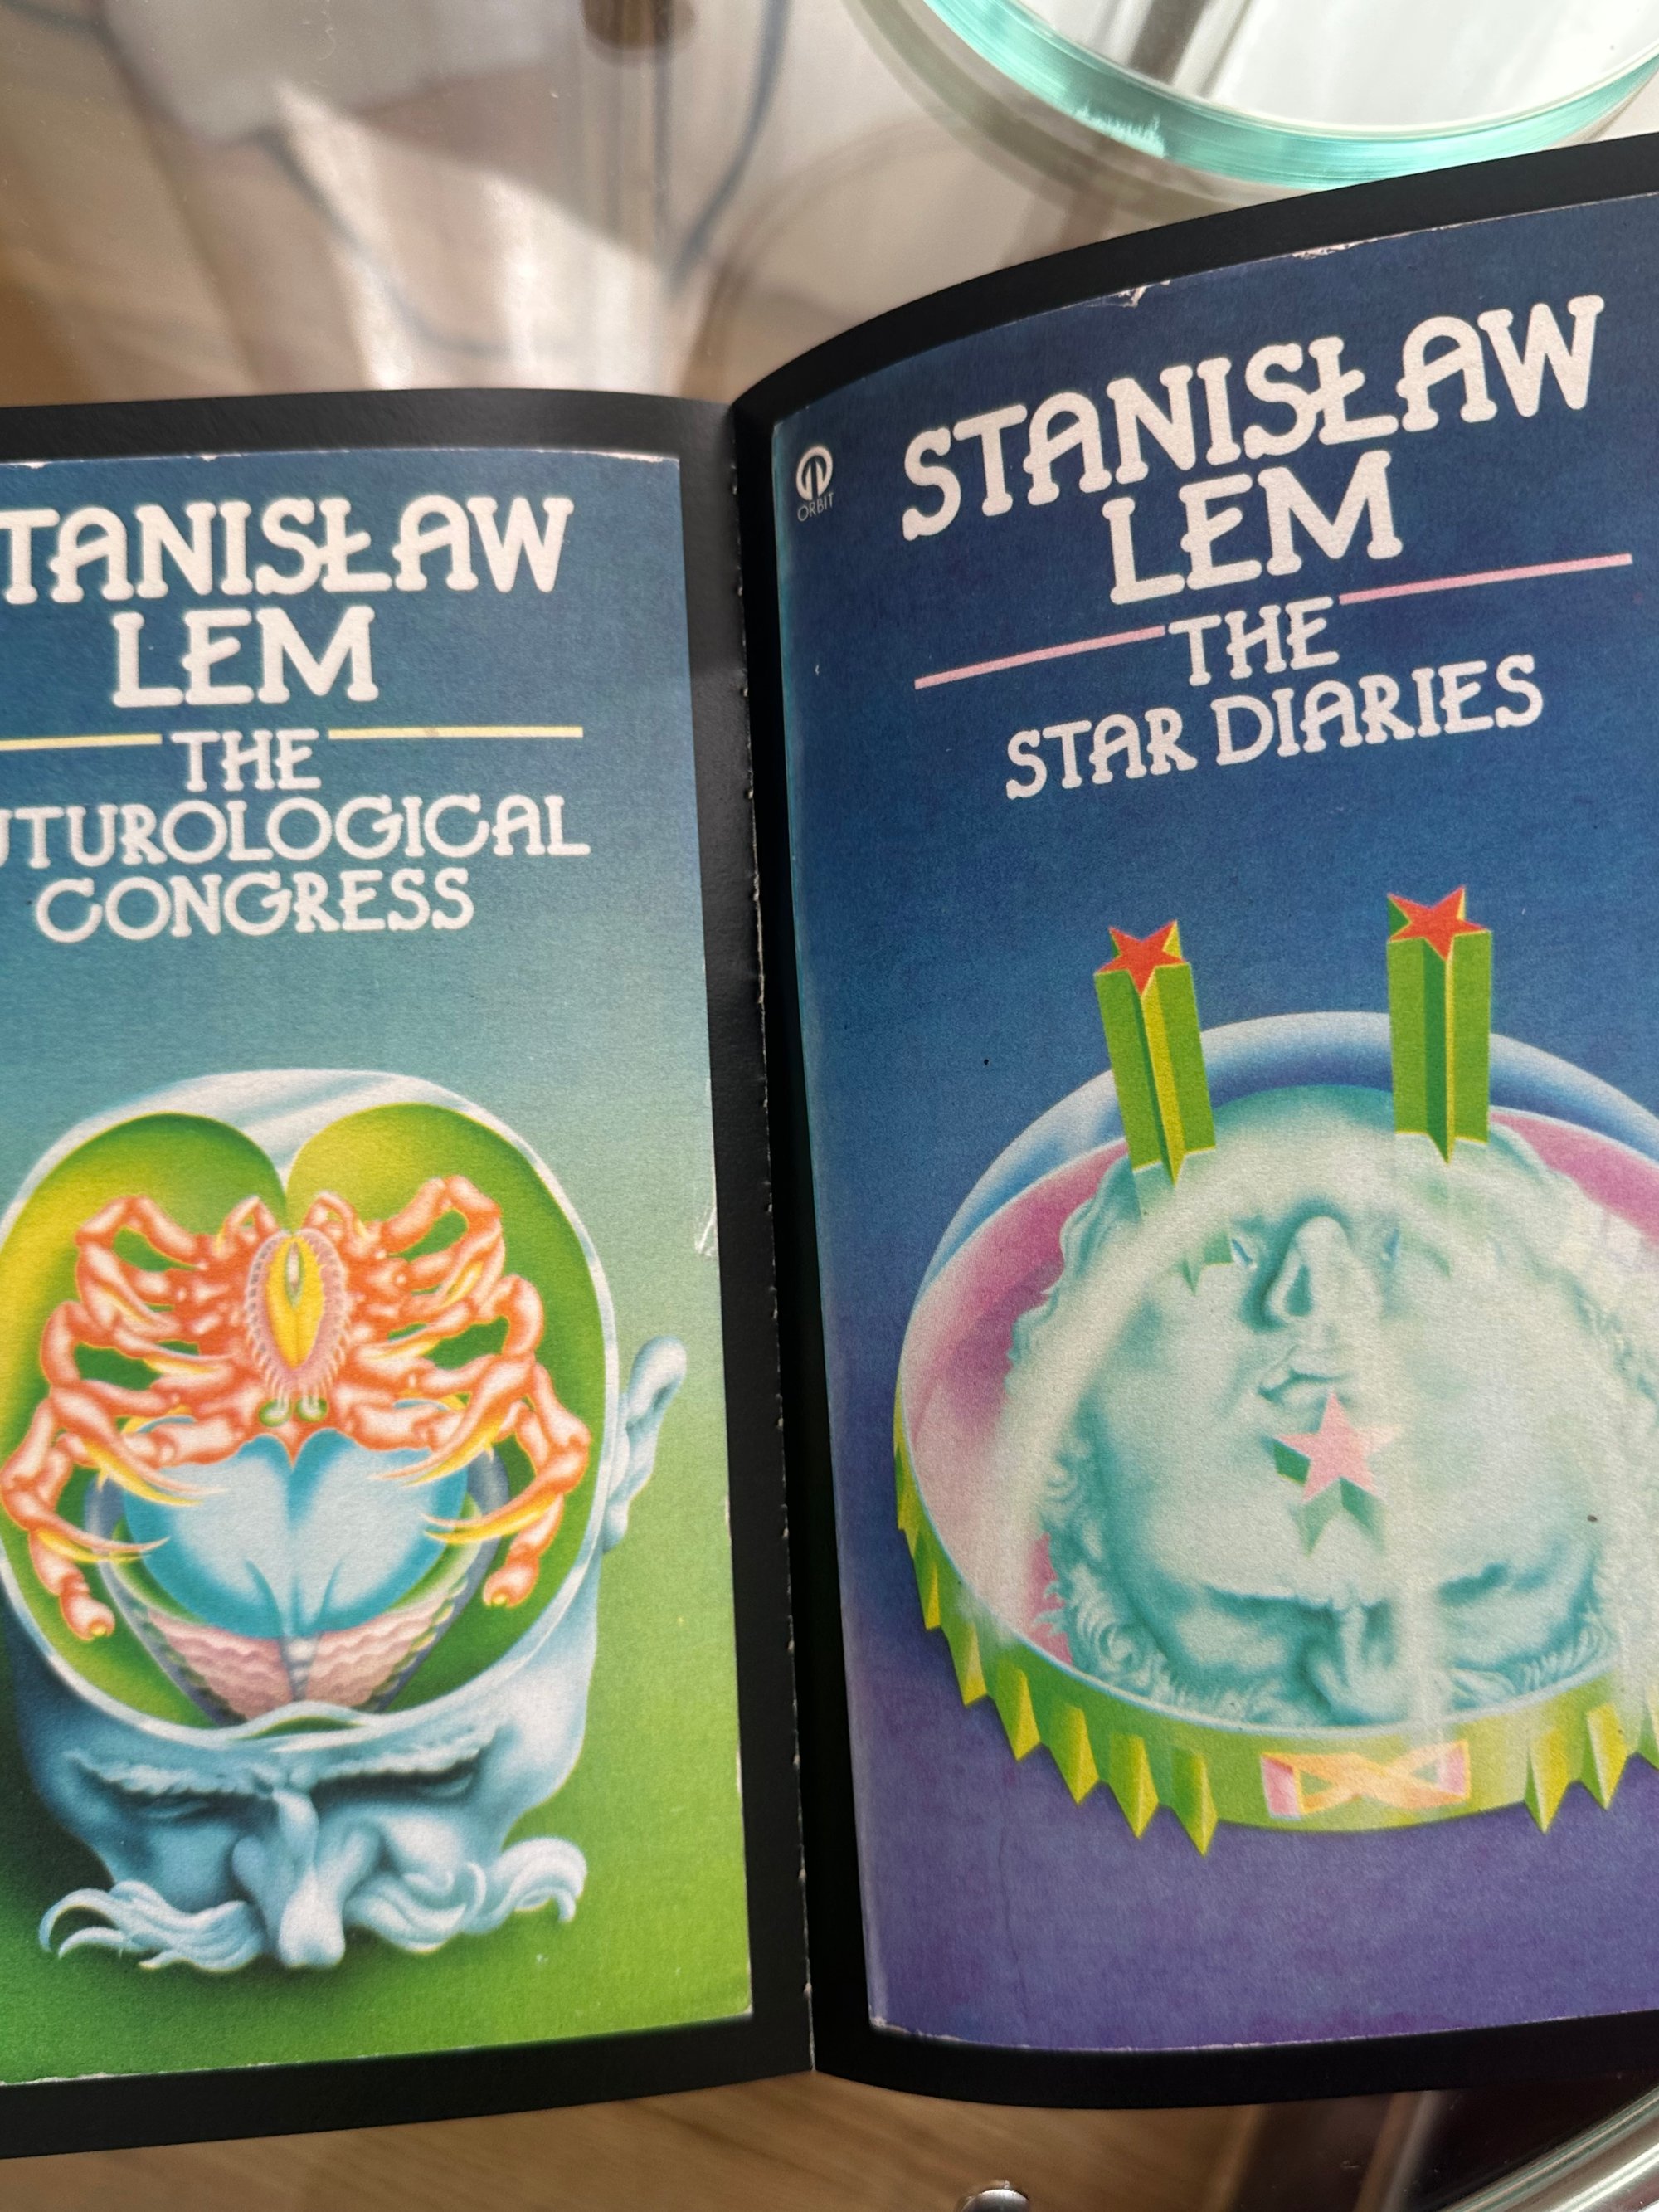 TANISŁAW
LEM
THE
UTUROLOGICAL
CONGRESS
ORBIT
STANISŁAW
LEM
THE
STAR DIARIES